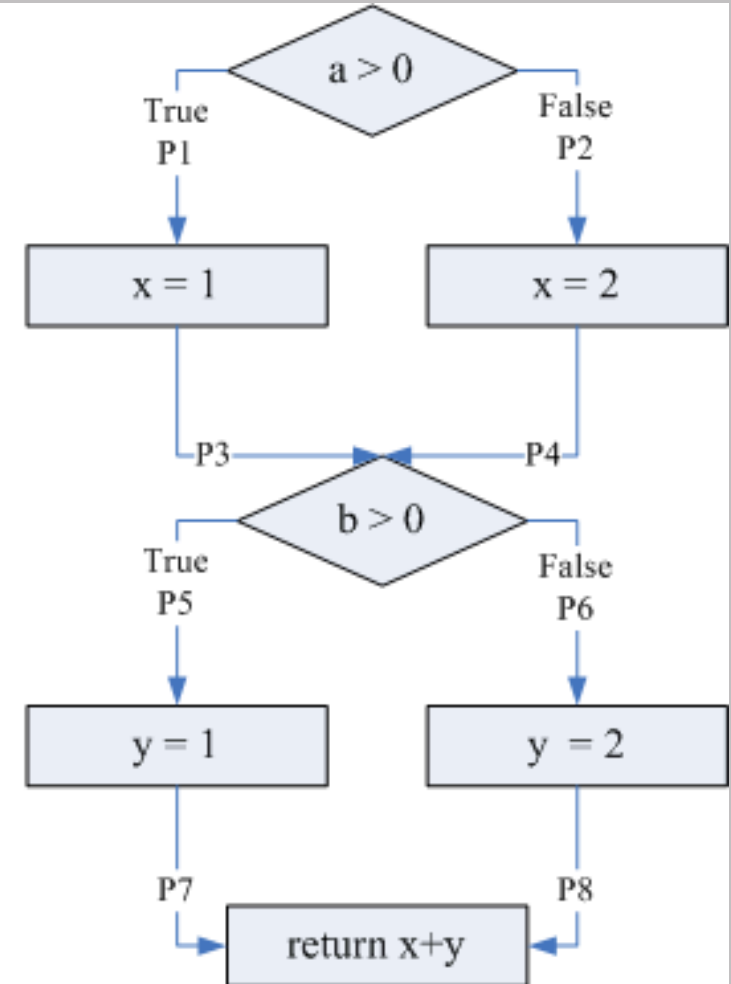 a > 0
True
P1
False
P2
x = 1
x = 2
P3
P4
b > 0
True
P5
False
P6
y = 1
y = 2
P7
P8
return x+y